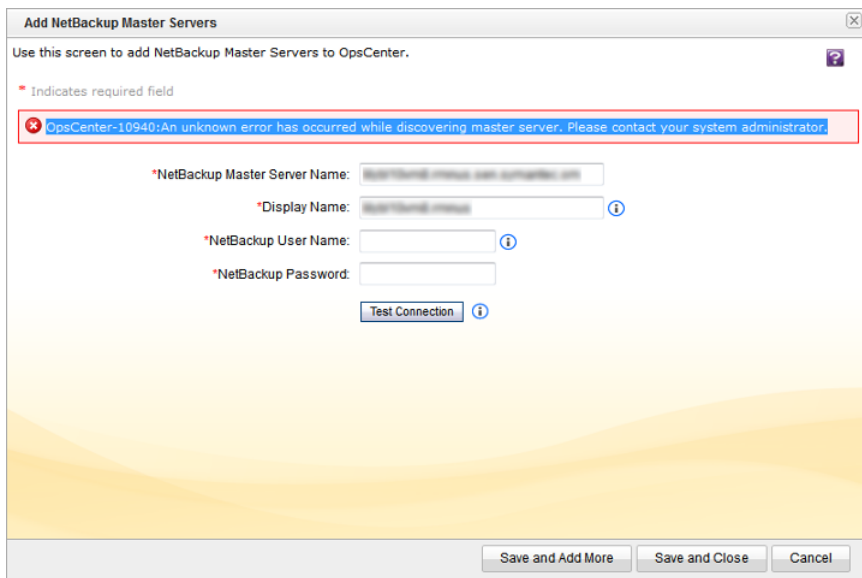 Add NetBackup Master Servers
Use this screen to add NetBackup Master Servers to OpsCenter.
?
* Indicates required field
OpsCenter-10940:An unknown error has occurred while discovering master server. Please contact your system administrator.
*NetBackup Master Server Name:
*Display Name:
*NetBackup User Name:
*NetBackup Password:
Test Connection
Save and Add More Save and Close Cancel